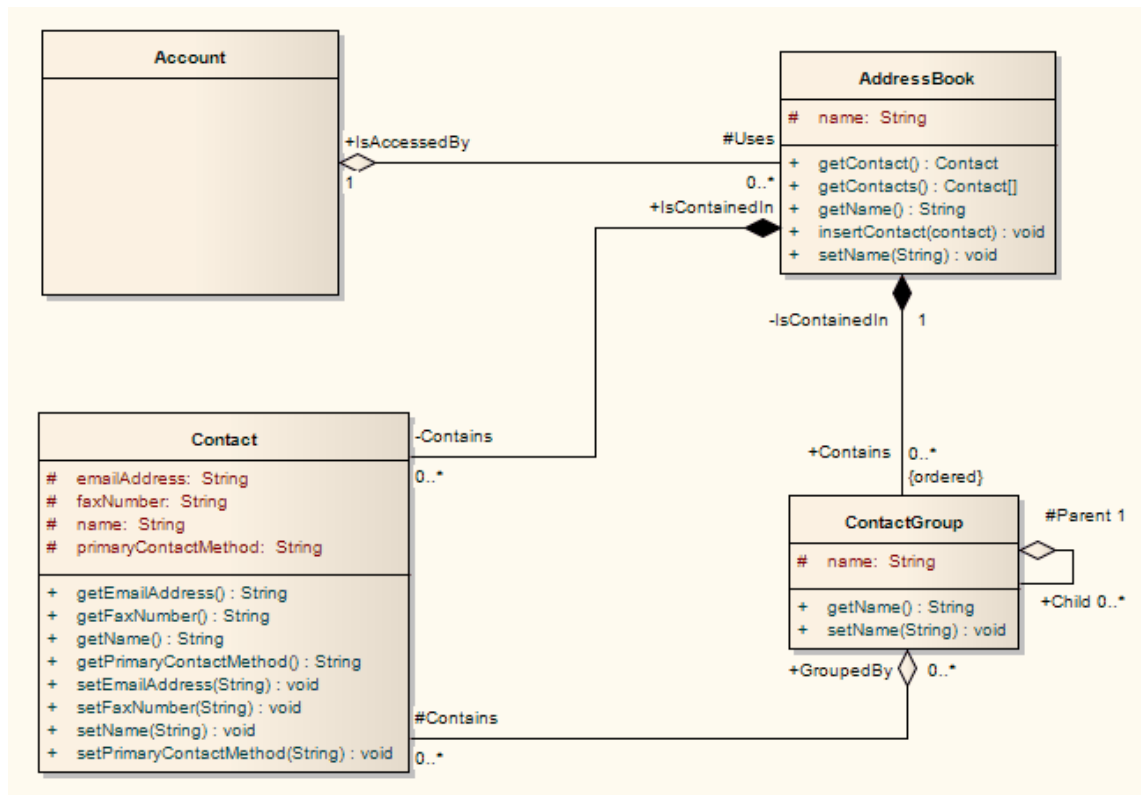 Account
+IsAccessedBy
1
#Uses
0..*
AddressBook
# name: String
+ getContact() : Contact
+ getContacts() : Contact[]
+ getName() : String
+ insertContact(contact) : void
+ setName(String) : void
+IsContainedIn
-IsContainedIn
1
-Contains
0..*
+Contains
0..*
{ordered}
Contact
# emailAddress: String
# faxNumber: String
# name: String
# primaryContactMethod: String
+ getEmailAddress() : String
+ getFaxNumber() : String
+ getName() : String
+ getPrimaryContactMethod() : String
+ setEmailAddress(String) : void
+ setFaxNumber(String) : void
+ setName(String) : void
+ setPrimaryContactMethod(String) : void
ContactGroup
# name: String
+ getName() : String
+ setName(String) : void
#Parent 1
+Child 0..*
+GroupedBy
0..*
#Contains
0..*